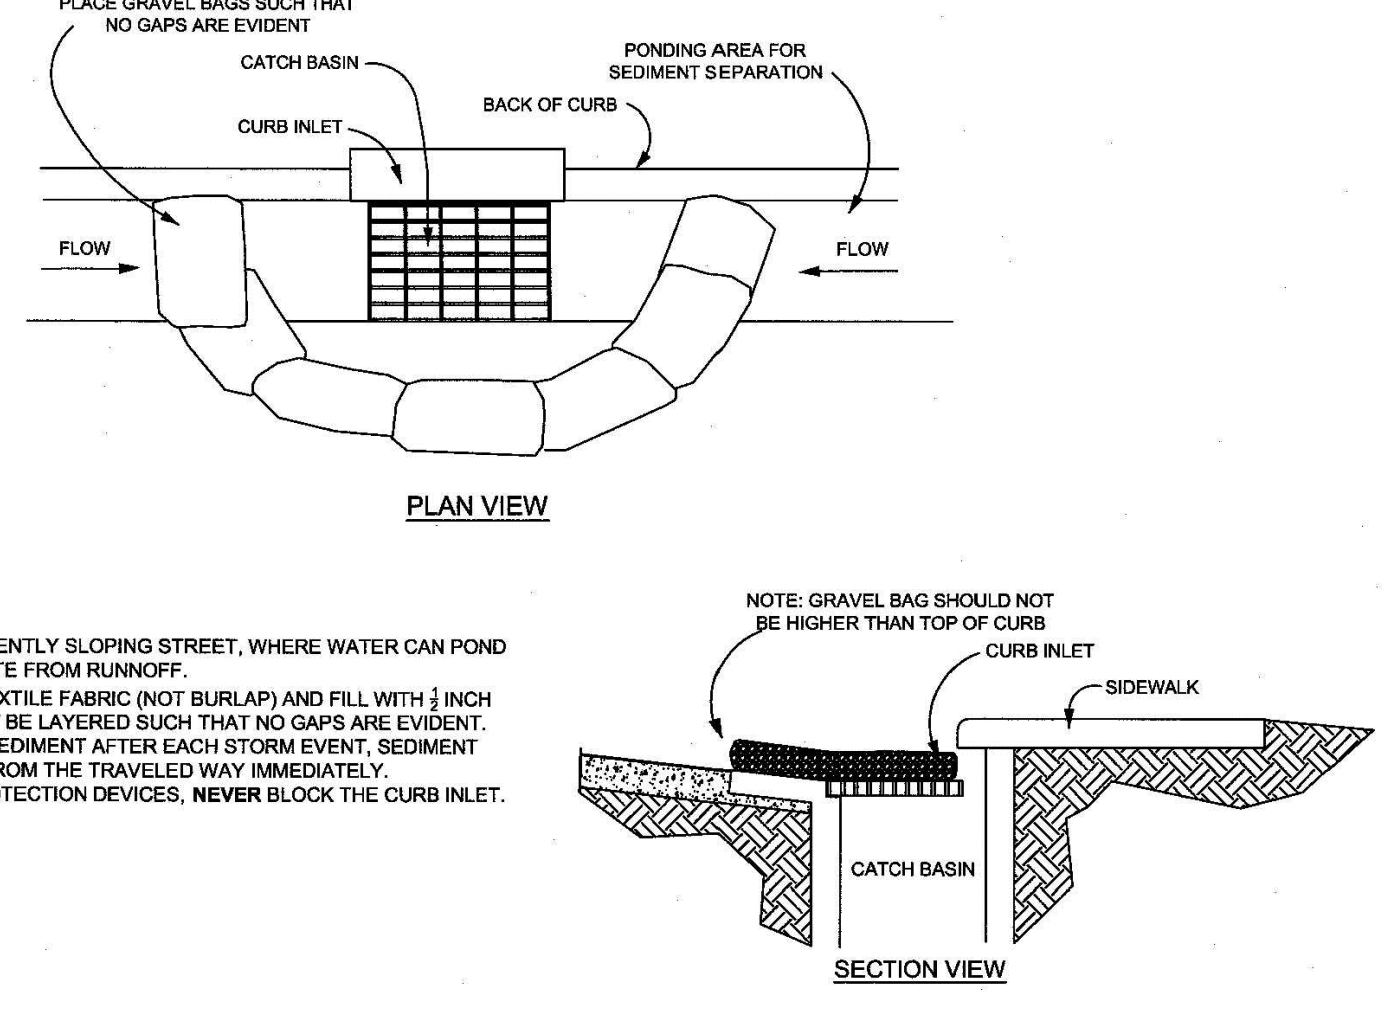 PLACE GRAVEL BAGS SUCH THAT
NO GAPS ARE EVIDENT
CATCH BASIN
CURB INLET
BACK OF CURB
PONDING AREA FOR
SEDIMENT SEPARATION
FLOW
FLOW
PLAN VIEW
ENTLY SLOPING STREET, WHERE WATER CAN POND
TE FROM RUNNOFF.
XTILE FABRIC (NOT BURLAP) AND FILL WITH ½ INCH
BE LAYERED SUCH THAT NO GAPS ARE EVIDENT.
EDIMENT AFTER EACH STORM EVENT, SEDIMENT
ROM THE TRAVELED WAY IMMEDIATELY.
OTECTION DEVICES, NEVER BLOCK THE CURB INLET.
NOTE: GRAVEL BAG SHOULD NOT
BE HIGHER THAN TOP OF CURB
CURB INLET
SIDEWALK
CATCH BASIN
SECTION VIEW